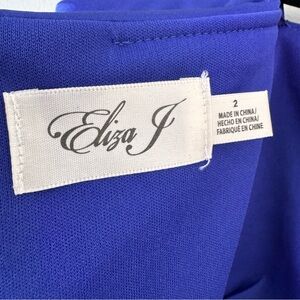 Eliza J
2
MADE IN CHINA/
HECHO EN CHINA/
FABRIQUÉ EN CHINE